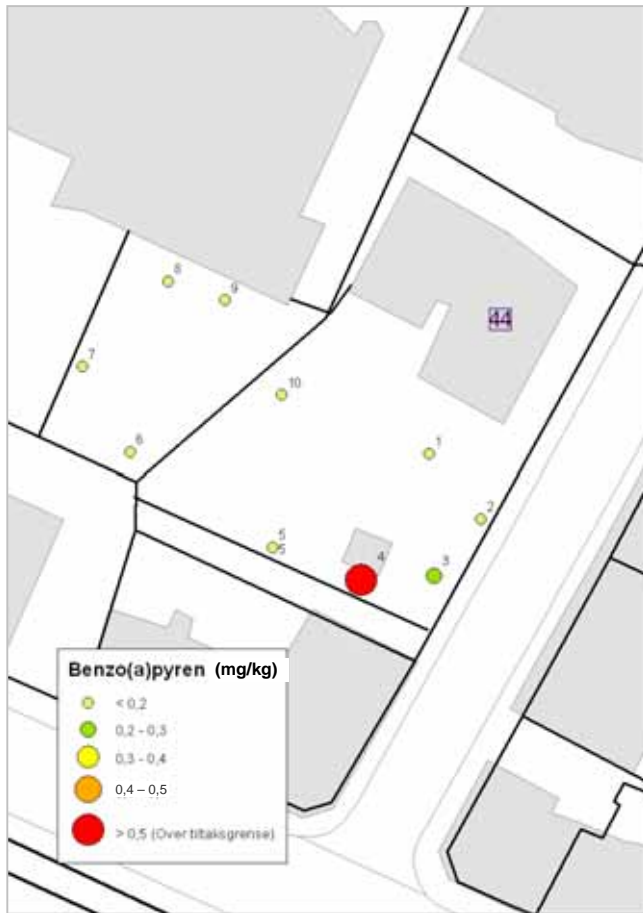 44
8
9
7
10
6
1
2
5
5
4
3
Benzo(a)pyren (mg/kg)
< 0,2
0,2 - 0,3
0,3 - 0,4
0,4 – 0,5
> 0,5 (Over tiltaksgrense)